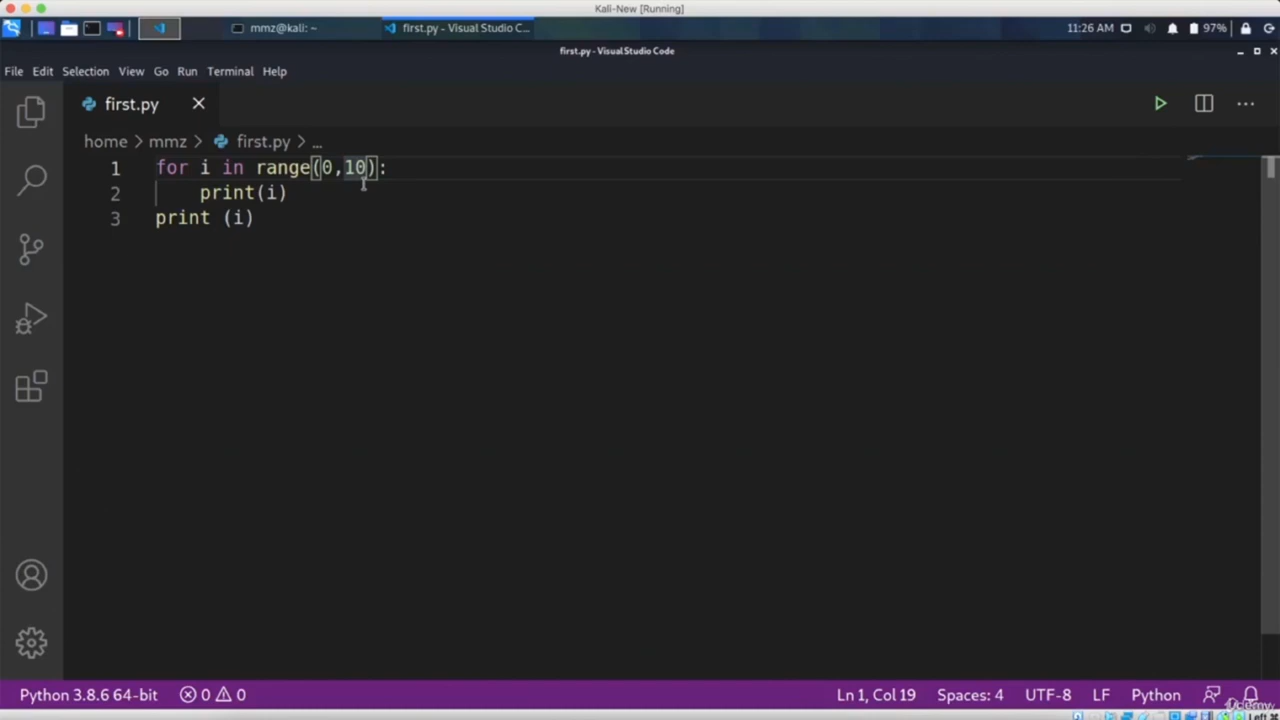 Kali-New [Running]
mmz@kali: ~
first.py - Visual Studio C...
11:26 AM
97%
first.py - Visual Studio Code
File Edit Selection View Go Run Terminal Help
first.py
home > mmz > first.py > ...
1 for i in range(0,10):
2     print(i)
3 print (i)
Python 3.8.6 64-bit 0 0 Ln 1, Col 19 Spaces: 4 UTF-8 LF Python
Udemy
Left ⌘